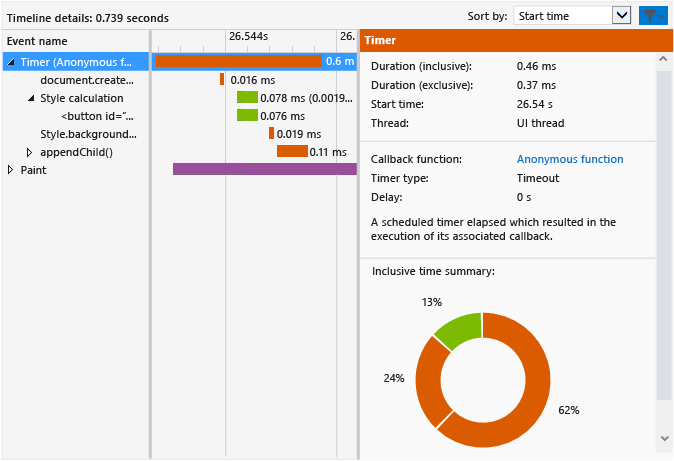 Timeline details: 0.739 seconds
Sort by: Start time
Event name
26.544s
26.
Timer (Anonymous f...
0.6 m
document.create...
0.016 ms
Style calculation
0.078 ms (0.0019...
<button id="...
0.076 ms
Style.background...
0.019 ms
appendChild()
0.11 ms
Paint
Timer
Duration (inclusive): 0.46 ms
Duration (exclusive): 0.37 ms
Start time: 26.54 s
Thread: UI thread
Callback function: Anonymous function
Timer type: Timeout
Delay: 0 s
A scheduled timer elapsed which resulted in the
execution of its associated callback.
Inclusive time summary:
13%
24%
62%